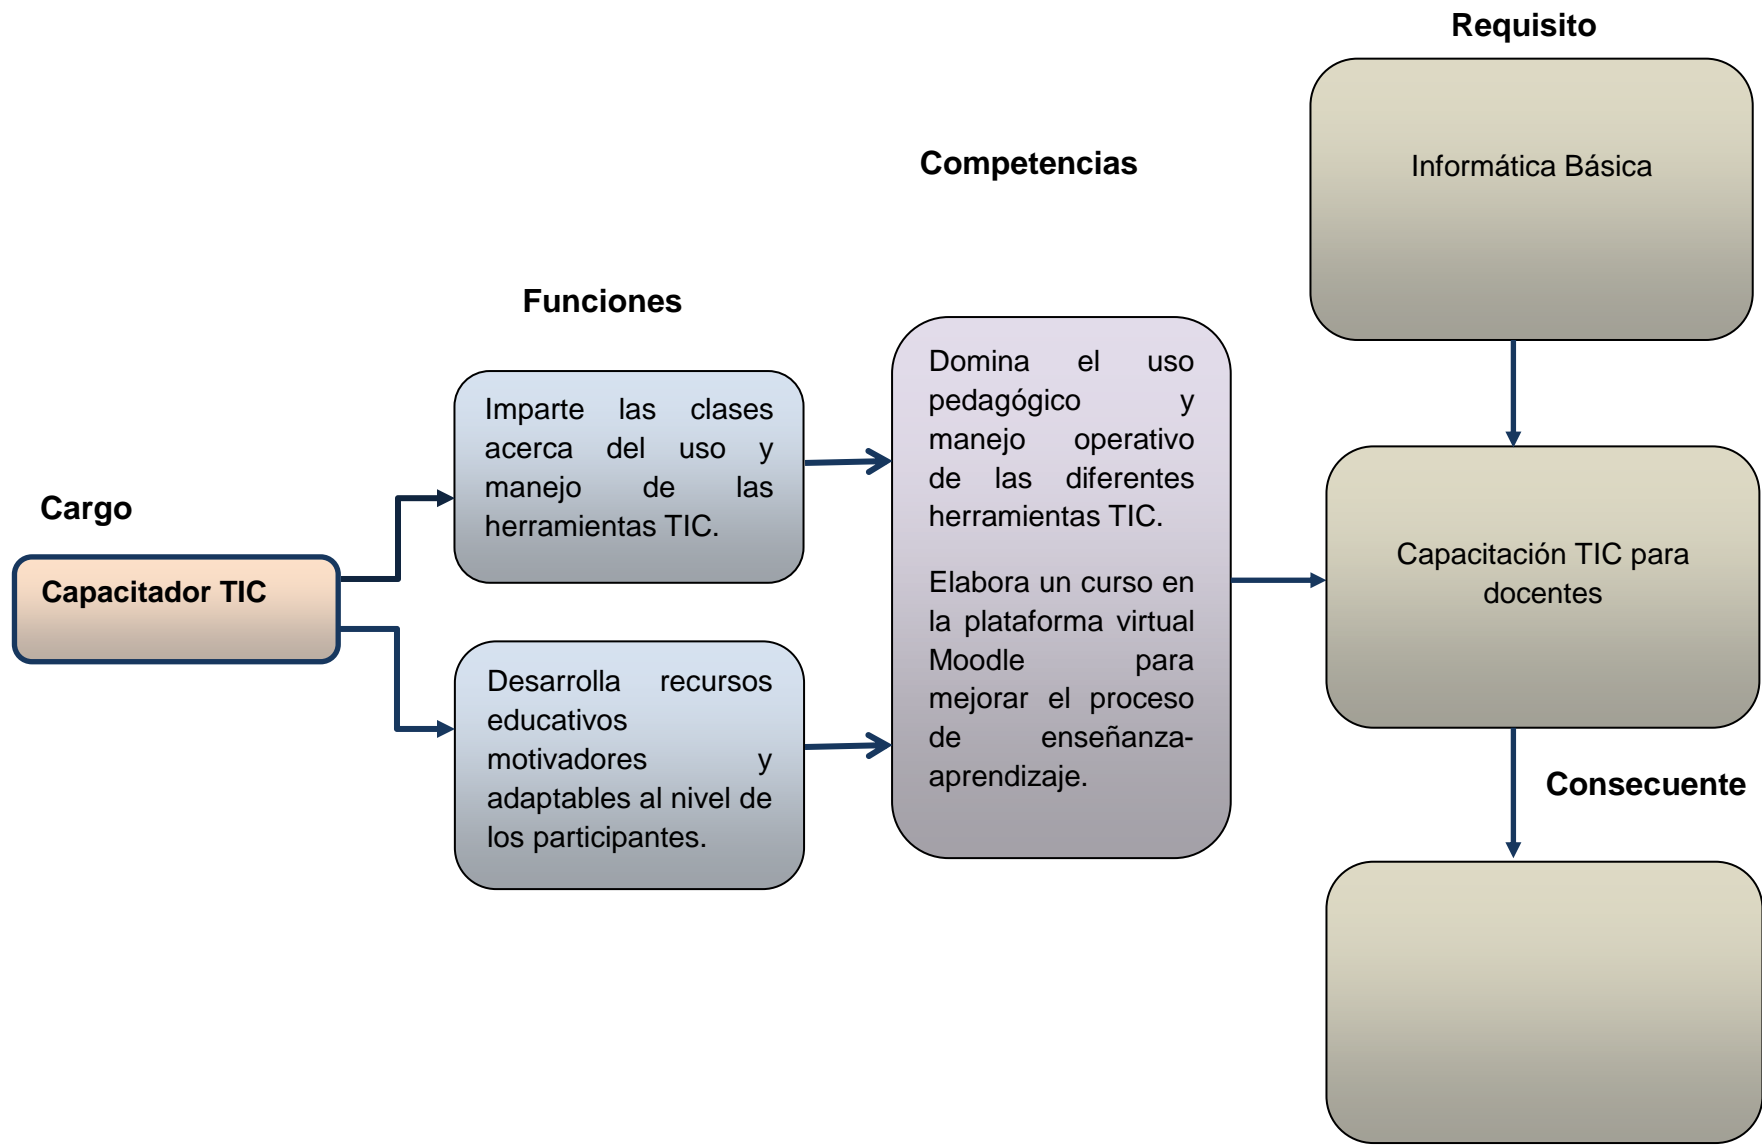 Requisito
Informática Básica
Competencias
Funciones
Domina el uso
pedagógico y
manejo operativo
de las diferentes
herramientas TIC.
Elabora un curso en
la plataforma virtual
Moodle para
mejorar el proceso
de enseñanza-
aprendizaje.
Imparte las clases
acerca del uso y
manejo de las
herramientas TIC.
Cargo
Capacitador TIC
Capacitación TIC para
docentes
Desarrolla recursos
educativos
motivadores y
adaptables al nivel de
los participantes.
Consecuente